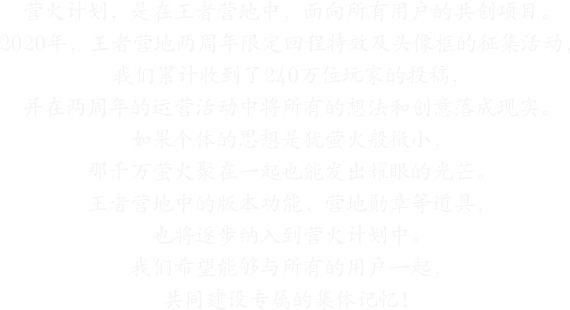 营火计划，是在王者营地中，面向所有用户的共创项目。
2020年，王者营地两周年限定回程特效及头像框的征集活动，
我们累计收到了240万位玩家的投稿，
并在两周年的运营活动中将所有的想法和创意落成现实。
如果个体的思想是犹萤火般微小，
那千万萤火聚在一起也能发出耀眼的光芒。
王者营地中的版本功能、营地勋章等道具，
也将逐步纳入到营火计划中。
我们希望能够与所有的用户一起，
共同建设专属的集体记忆！